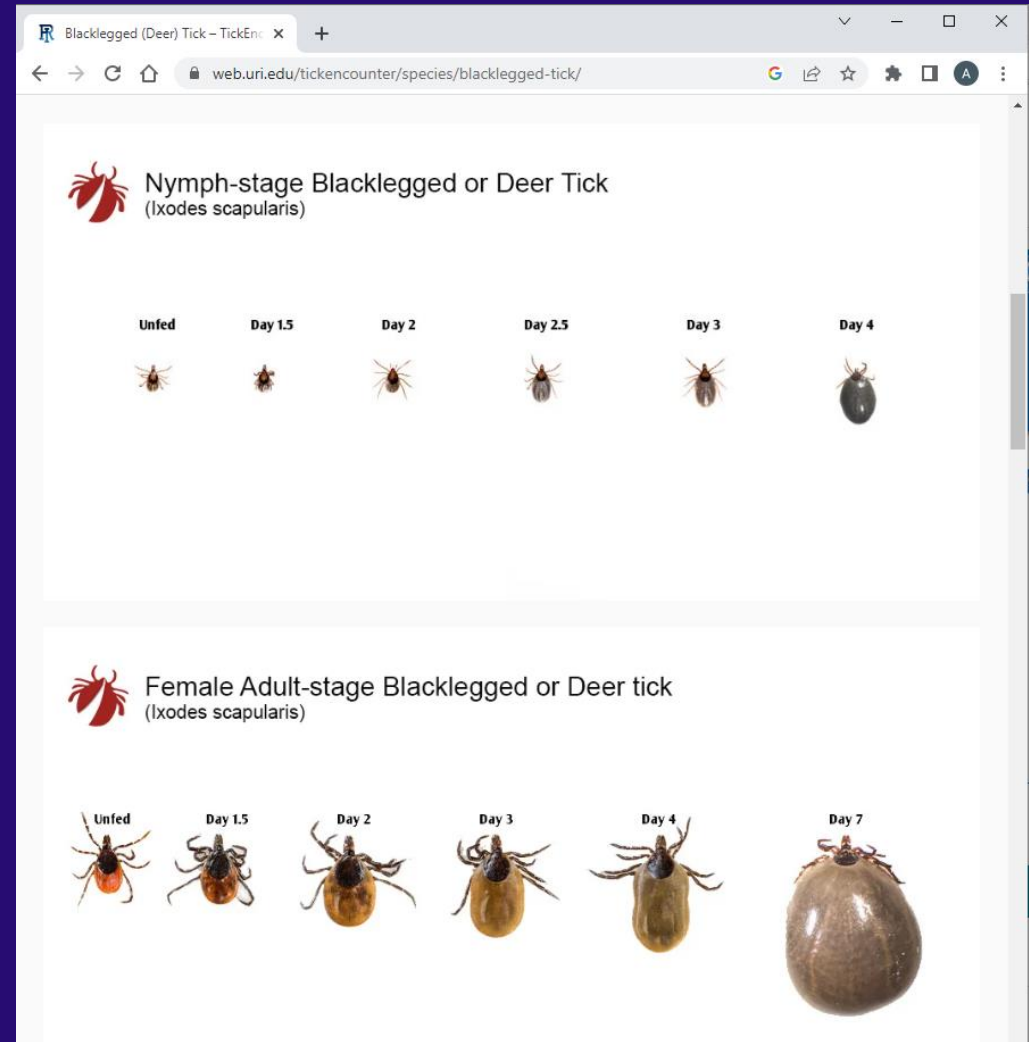 Blacklegged (Deer) Tick – TickEnc
web.uri.edu/tickencounter/species/blacklegged-tick/
G
A
Nymph-stage Blacklegged or Deer Tick
(Ixodes scapularis)
Unfed Day 1.5 Day 2 Day 2.5 Day 3 Day 4
Female Adult-stage Blacklegged or Deer tick
(Ixodes scapularis)
Unfed Day 1.5 Day 2 Day 3 Day 4 Day 7